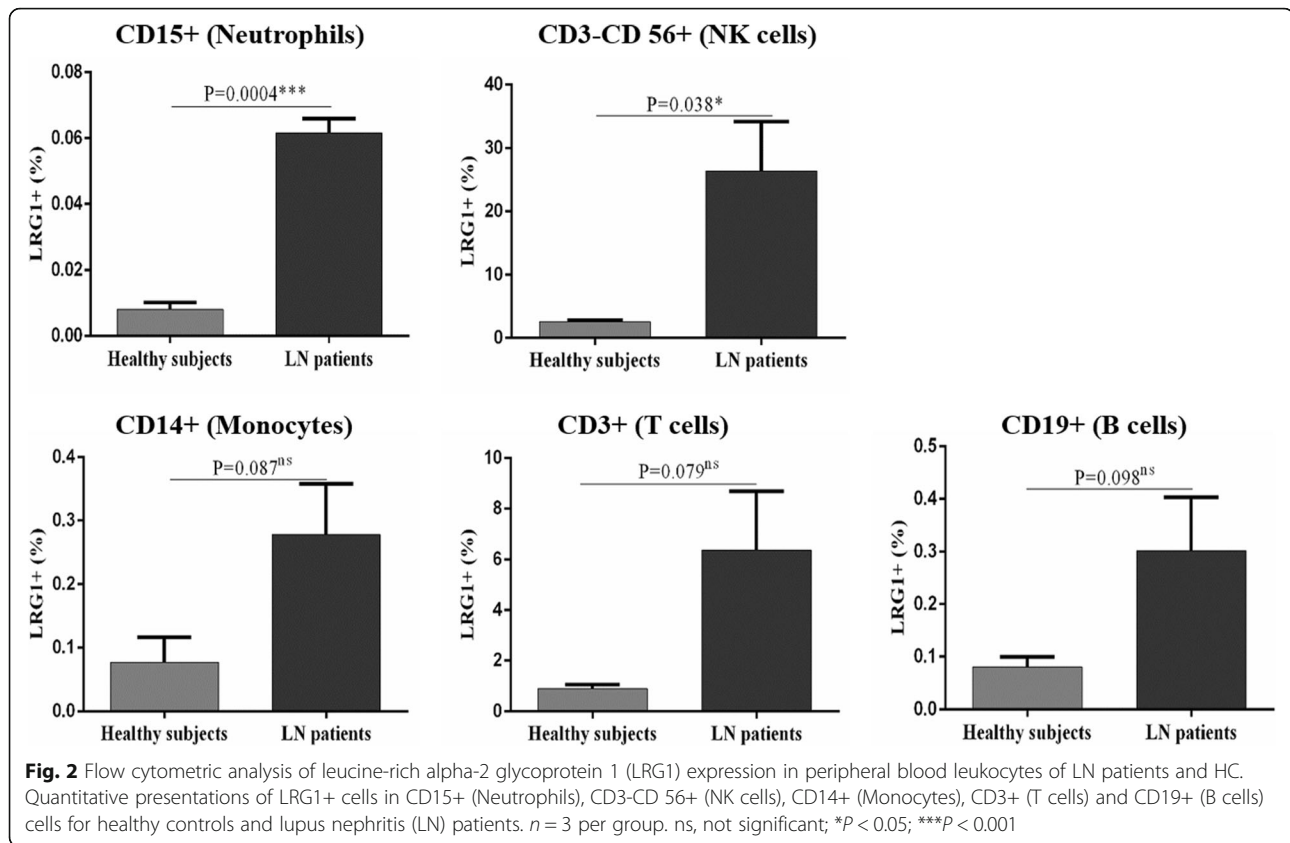 CD15+ (Neutrophils)
0.08
0.06
0.04
0.02
0.00
LRG1+ (%)
P=0.0004***
Healthy subjects
LN patients
CD3-CD 56+ (NK cells)
40
30
20
10
0
LRG1+ (%)
P=0.038*
Healthy subjects
LN patients
CD14+ (Monocytes)
0.4
0.3
0.2
0.1
0.0
LRG1+ (%)
P=0.087ns
Healthy subjects
LN patients
CD3+ (T cells)
10
8
6
4
2
0
LRG1+ (%)
P=0.079ns
Healthy subjects
LN patients
CD19+ (B cells)
0.5
0.4
0.3
0.2
0.1
0.0
LRG1+ (%)
P=0.098ns
Healthy subjects
LN patients
Fig. 2 Flow cytometric analysis of leucine-rich alpha-2 glycoprotein 1 (LRG1) expression in peripheral blood leukocytes of LN patients and HC.
Quantitative presentations of LRG1+ cells in CD15+ (Neutrophils), CD3-CD 56+ (NK cells), CD14+ (Monocytes), CD3+ (T cells) and CD19+ (B cells)
cells for healthy controls and lupus nephritis (LN) patients. n = 3 per group. ns, not significant; *P < 0.05; ***P < 0.001